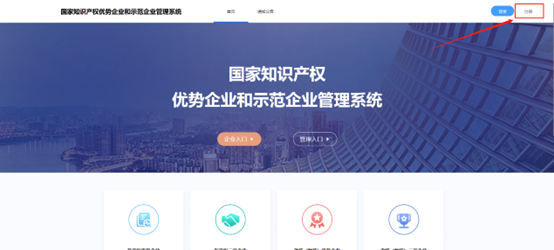 国家知识产权优势企业和示范企业管理系统
首页
通知公告
登录
注册
国家知识产权
优势企业和示范企业管理系统
企业入口
管理入口